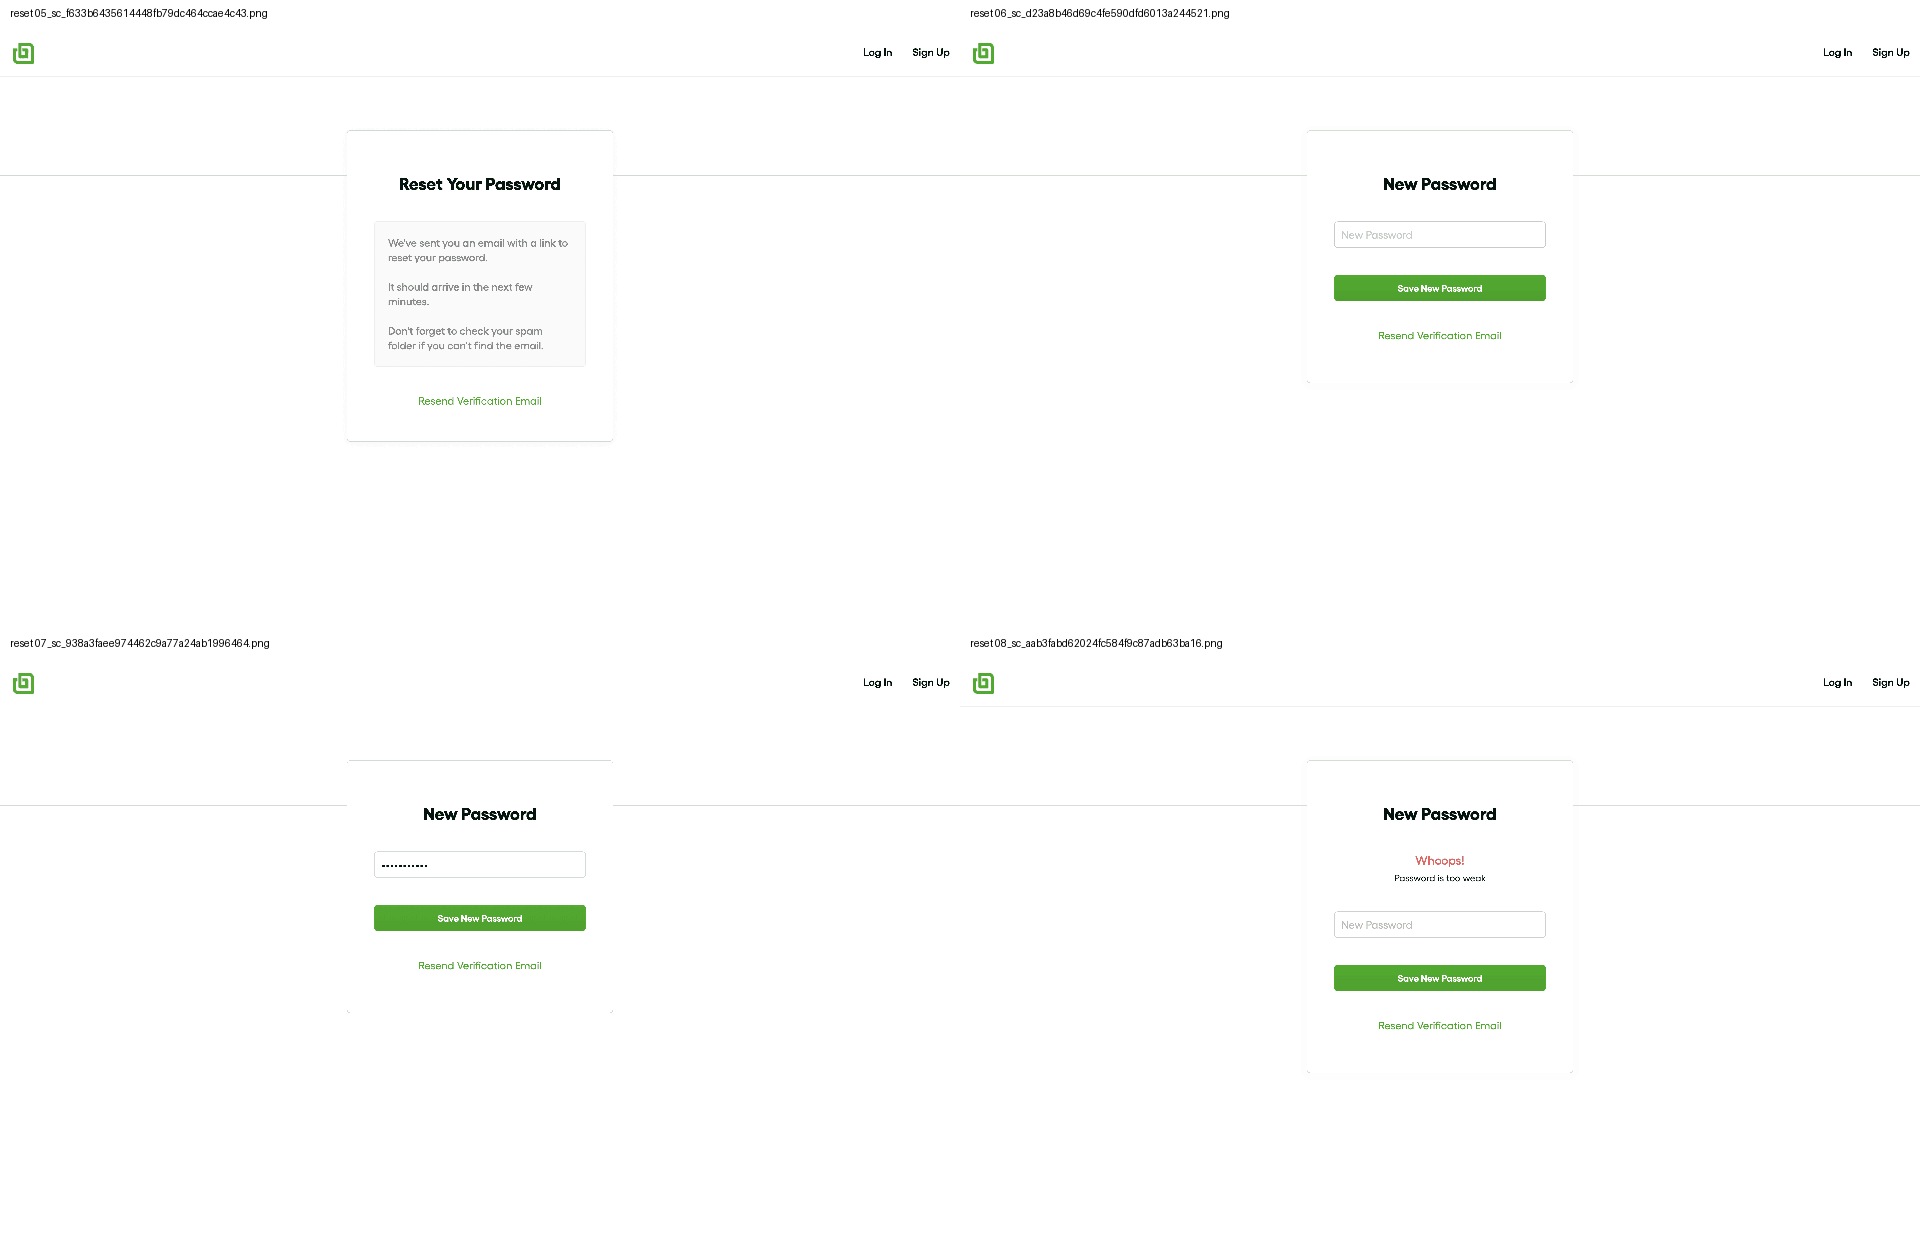 reset05_sc_f633b6435614448fb79dc464ccae4c43.png
Log In Sign Up
Reset Your Password
We've sent you an email with a link to
reset your password.
It should arrive in the next few
minutes.
Don't forget to check your spam
folder if you can't find the email.
Resend Verification Email
reset06_sc_d23a8b46d69c4fe590dfd6013a244521.png
Log In Sign Up
New Password
New Password
Save New Password
Resend Verification Email
reset07_sc_938a3faee974462c9a77a24ab1996464.png
Log In Sign Up
New Password
Save New Password
Resend Verification Email
reset08_sc_aab3fabd62024fc584f9c87adb63ba16.png
Log In Sign Up
New Password
Whoops!
Password is too weak
New Password
Save New Password
Resend Verification Email